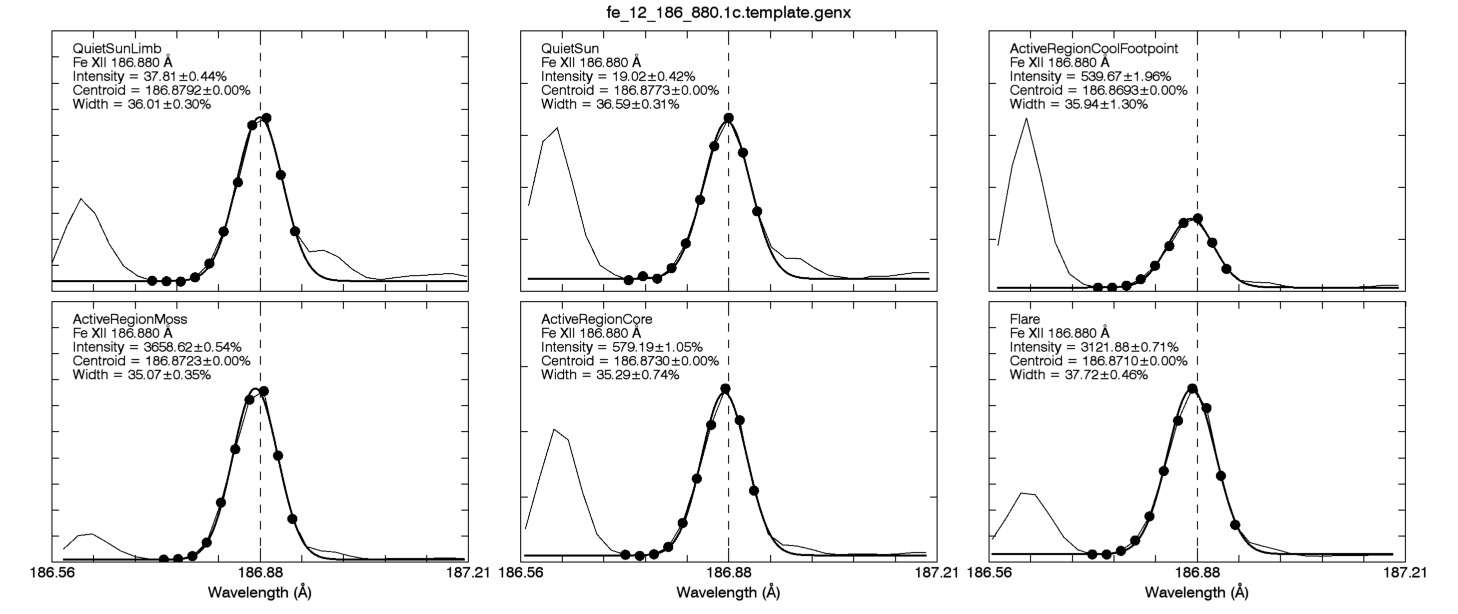 fe_12_186_880.1c.template.genx
QuietSunLimb
Fe XII 186.880 Å
Intensity = 37.81±0.44%
Centroid = 186.8792±0.00%
Width = 36.01±0.30%
QuietSun
Fe XII 186.880 Å
Intensity = 19.02±0.42%
Centroid = 186.8773±0.00%
Width = 36.59±0.31%
ActiveRegionCoolFootpoint
Fe XII 186.880 Å
Intensity = 539.67±1.96%
Centroid = 186.8693±0.00%
Width = 35.94±1.30%
ActiveRegionMoss
Fe XII 186.880 Å
Intensity = 3658.62±0.54%
Centroid = 186.8723±0.00%
Width = 35.07±0.35%
ActiveRegionCore
Fe XII 186.880 Å
Intensity = 579.19±1.05%
Centroid = 186.8730±0.00%
Width = 35.29±0.74%
Flare
Fe XII 186.880 Å
Intensity = 3121.88±0.71%
Centroid = 186.8710±0.00%
Width = 37.72±0.46%
186.56 186.88 187.21 186.56 186.88 187.21 186.56 186.88 187.21
Wavelength (Å) Wavelength (Å) Wavelength (Å)